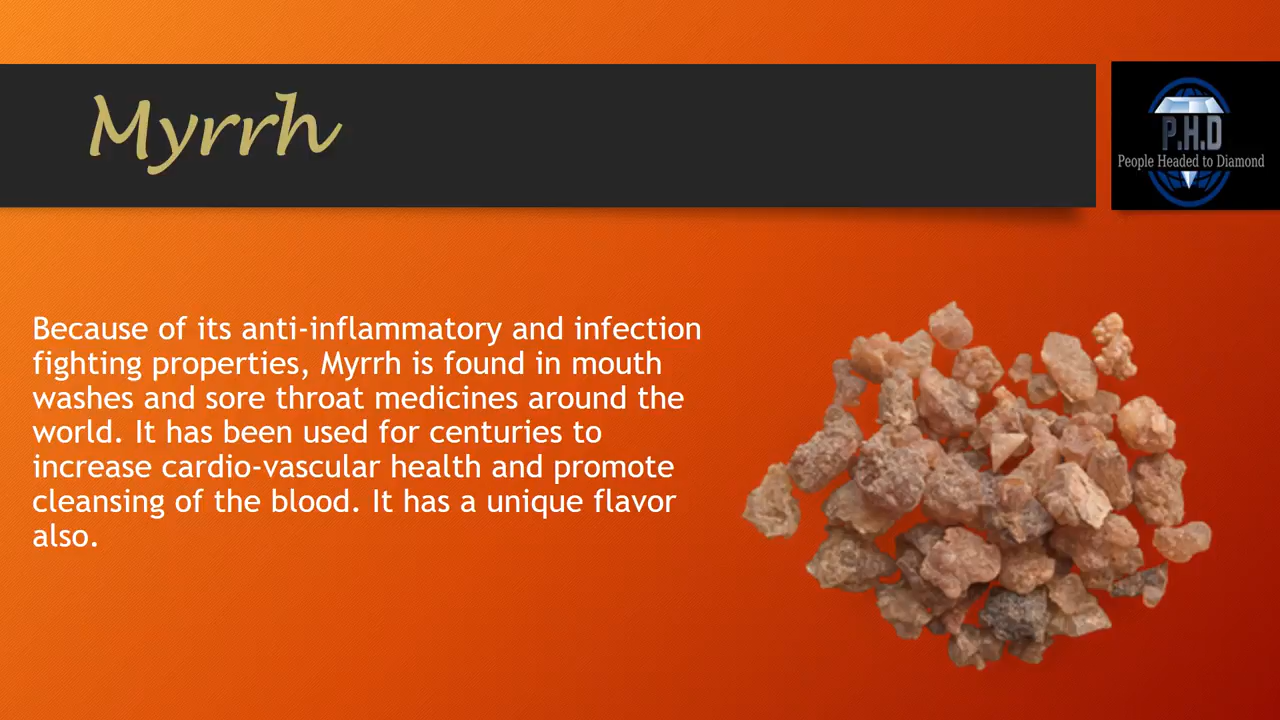 Myrrh
P.H.D
People Headed to Diamond
Because of its anti-inflammatory and infection
fighting properties, Myrrh is found in mouth
washes and sore throat medicines around the
world. It has been used for centuries to
increase cardio-vascular health and promote
cleansing of the blood. It has a unique flavor
also.